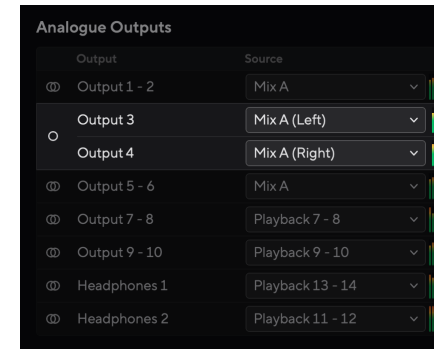 Analogue Outputs
Output Source
Output 1 - 2 Mix A
Output 3 Mix A (Left)
Output 4 Mix A (Right)
Output 5 - 6 Mix A
Output 7 - 8 Playback 7 - 8
Output 9 - 10 Playback 9 - 10
Headphones 1 Playback 13 - 14
Headphones 2 Playback 11 - 12